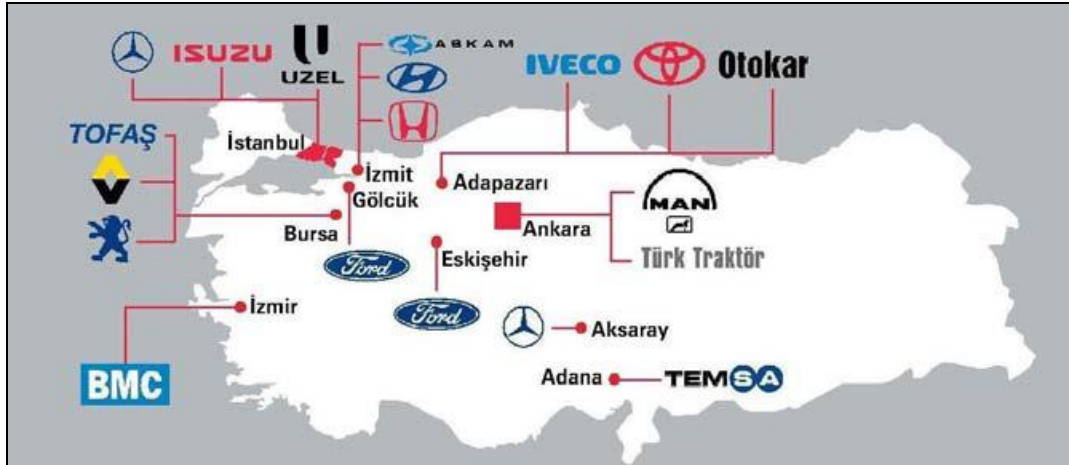 ISUZU
UZEL
ASKAM
IVECO
Otokar
TOFAŞ
İstanbul
İzmit
Gölcük
Adapazarı
MAN
Bursa
Ankara
Türk Traktör
Ford
Eskişehir
İzmir
Ford
Aksaray
BMC
Adana
TEMSA